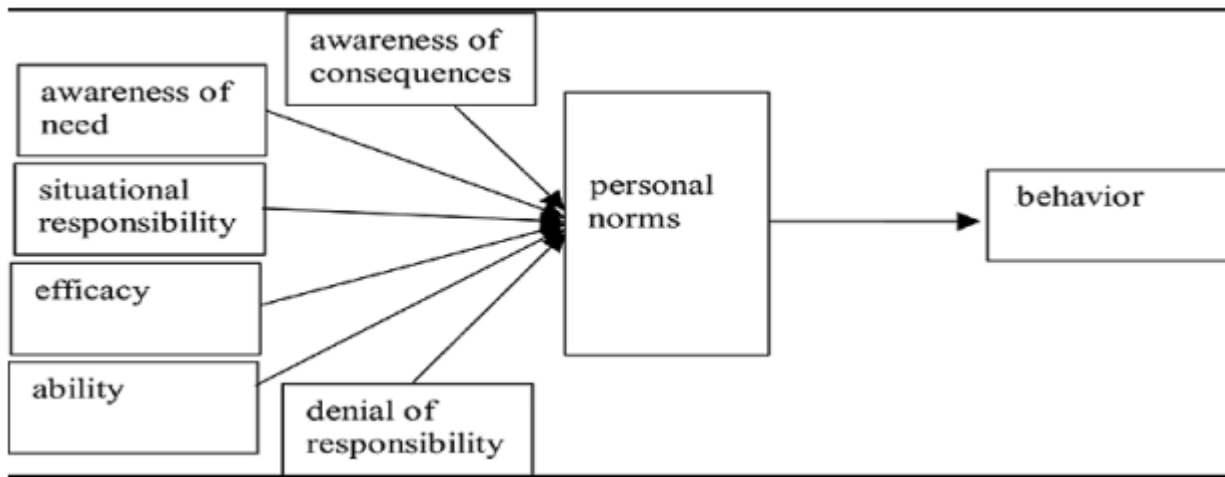 awareness of
consequences
awareness of
need
situational
responsibility
efficacy
ability
denial of
responsibility
personal
norms
behavior